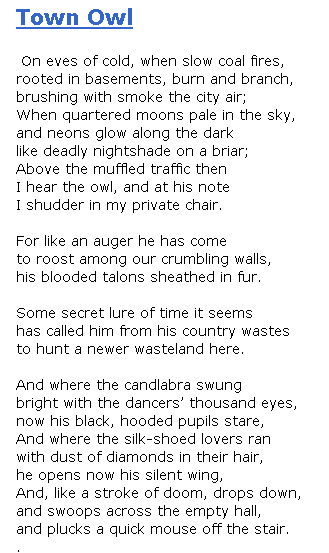 Town Owl
On eves of cold, when slow coal fires,
rooted in basements, burn and branch,
brushing with smoke the city air;
When quartered moons pale in the sky,
and neons glow along the dark
like deadly nightshade on a briar;
Above the muffled traffic then
I hear the owl, and at his note
I shudder in my private chair.
For like an auger he has come
to roost among our crumbling walls,
his blooded talons sheathed in fur.
Some secret lure of time it seems
has called him from his country wastes
to hunt a newer wasteland here.
And where the candlabra swung
bright with the dancers’ thousand eyes,
now his black, hooded pupils stare,
And where the silk-shoed lovers ran
with dust of diamonds in their hair,
he opens now his silent wing,
And, like a stroke of doom, drops down,
and swoops across the empty hall,
and plucks a quick mouse off the stair.
.